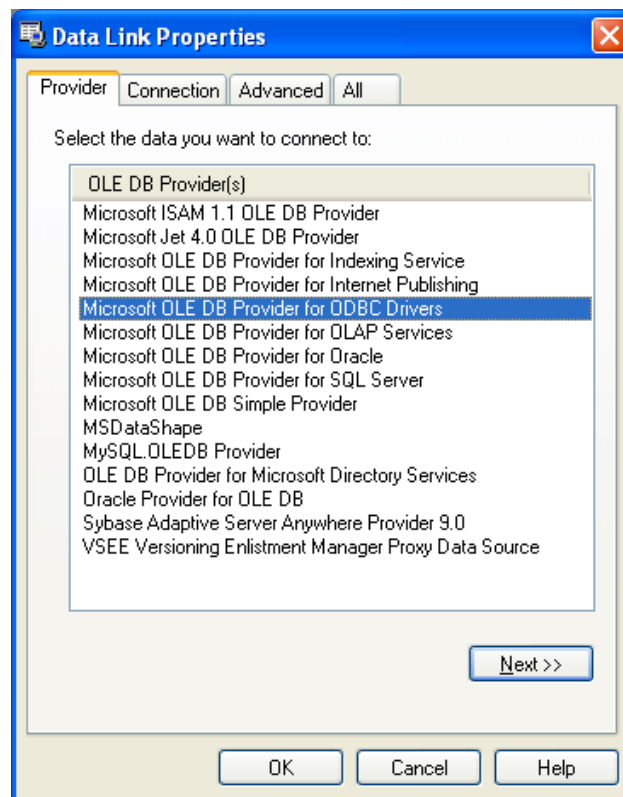 Data Link Properties
Provider Connection Advanced All
Select the data you want to connect to:
OLE DB Provider(s)
Microsoft ISAM 1.1 OLE DB Provider
Microsoft Jet 4.0 OLE DB Provider
Microsoft OLE DB Provider for Indexing Service
Microsoft OLE DB Provider for Internet Publishing
Microsoft OLE DB Provider for ODBC Drivers
Microsoft OLE DB Provider for OLAP Services
Microsoft OLE DB Provider for Oracle
Microsoft OLE DB Provider for SQL Server
Microsoft OLE DB Simple Provider
MSDataShape
MySQL.OLEDB Provider
OLE DB Provider for Microsoft Directory Services
Oracle Provider for OLE DB
Sybase Adaptive Server Anywhere Provider 9.0
VSEE Versioning Enlistment Manager Proxy Data Source
Next >>
OK Cancel Help